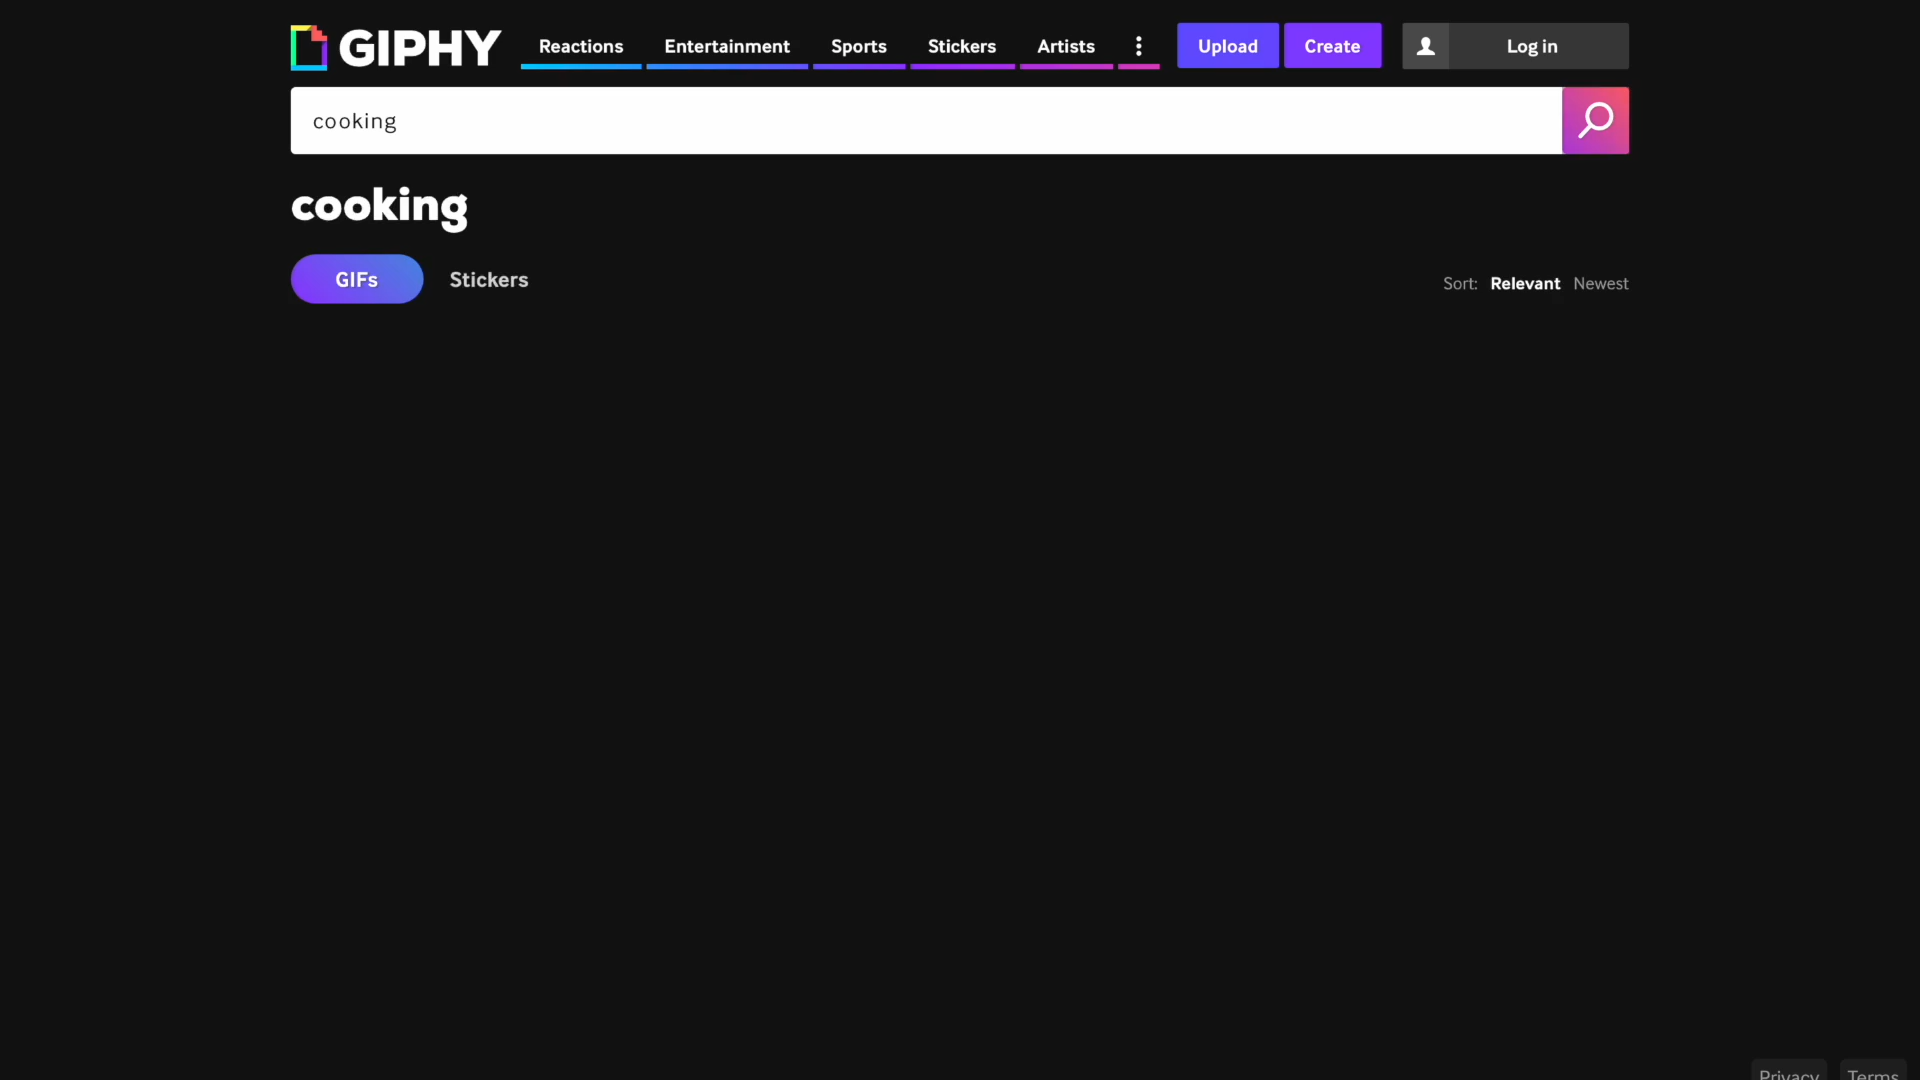 GIPHY
Reactions Entertainment Sports Stickers Artists Upload Create Log in
cooking
cooking
GIFs Stickers
Sort: Relevant Newest
Privacy Terms